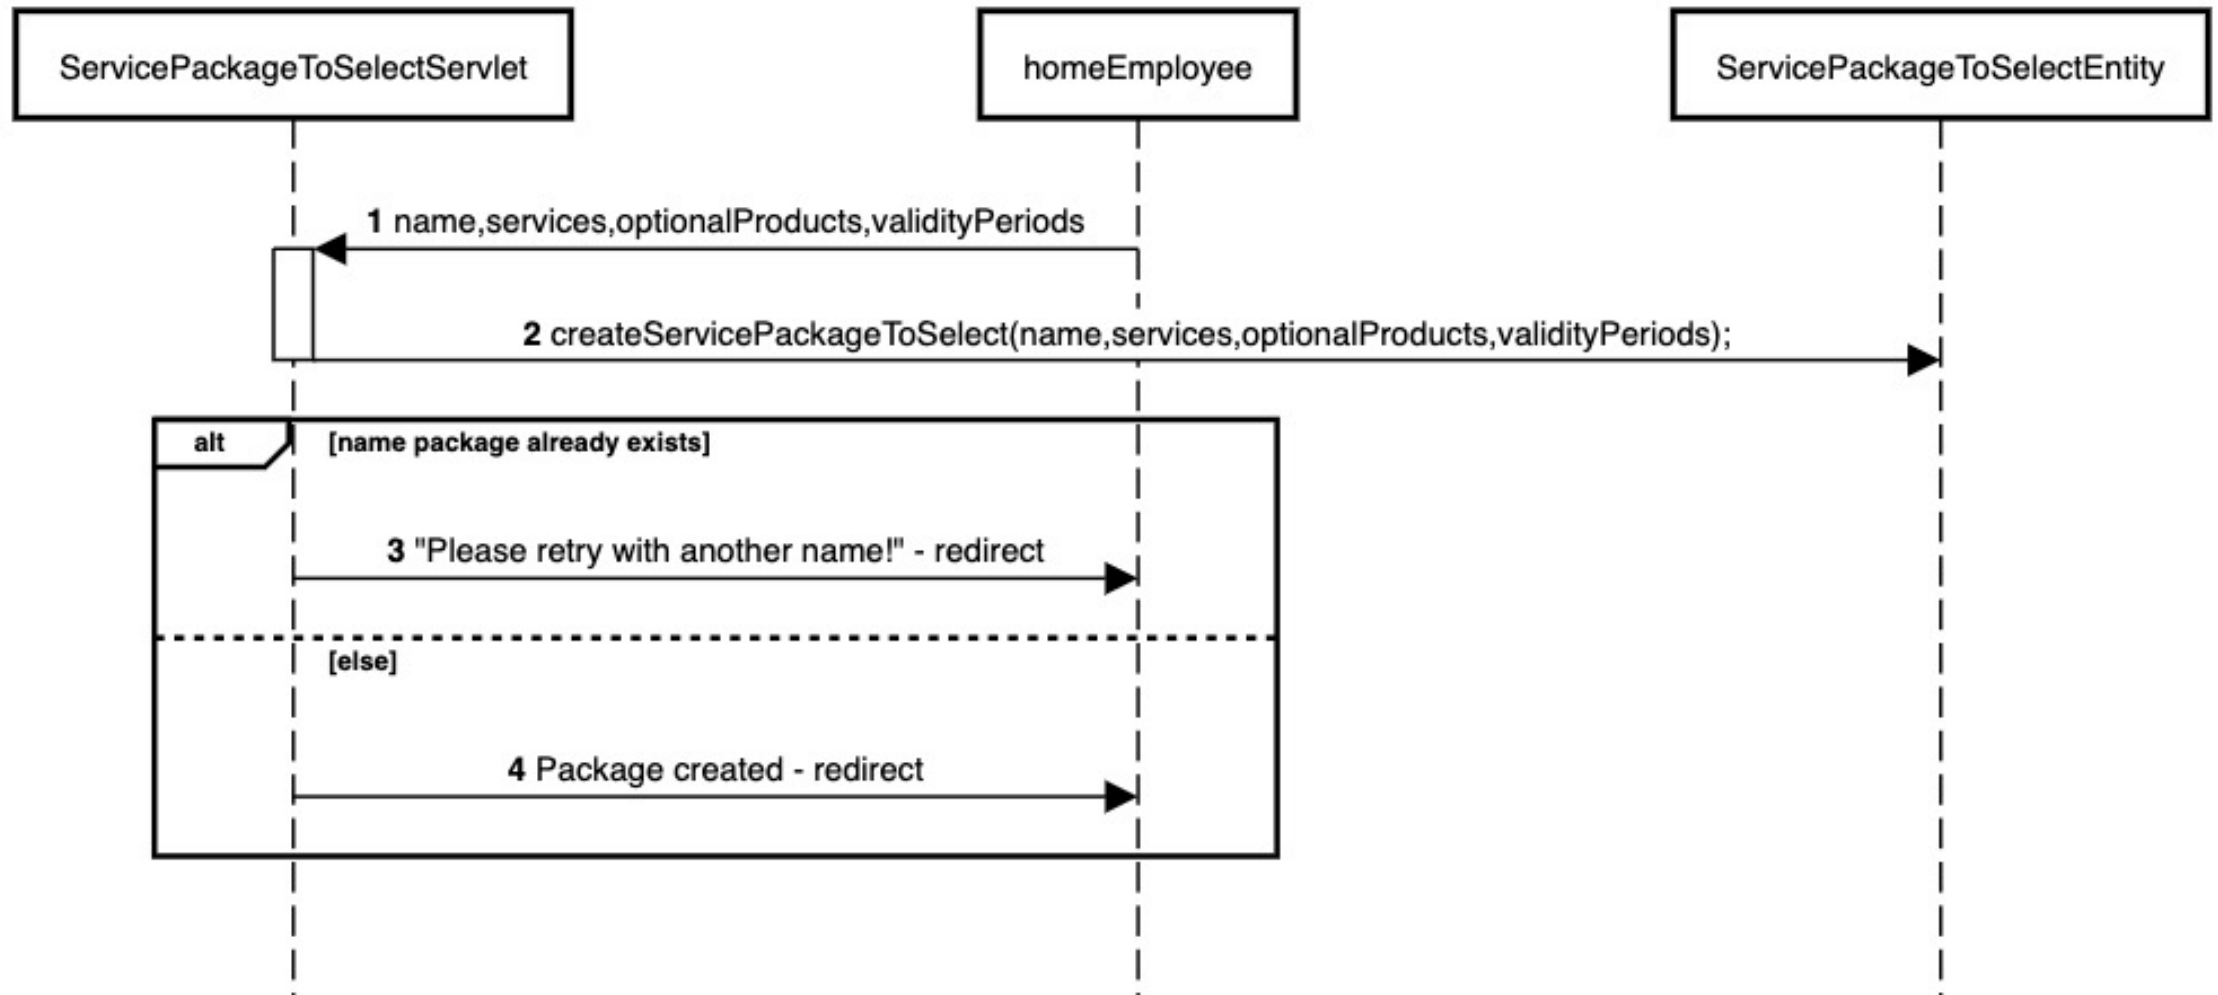 ServicePackageToSelectServlet
homeEmployee
ServicePackageToSelectEntity
1 name,services,optionalProducts,validityPeriods
2 createServicePackageToSelect(name,services,optionalProducts,validityPeriods);
alt
[name package already exists]
3 "Please retry with another name!" - redirect
[else]
4 Package created - redirect